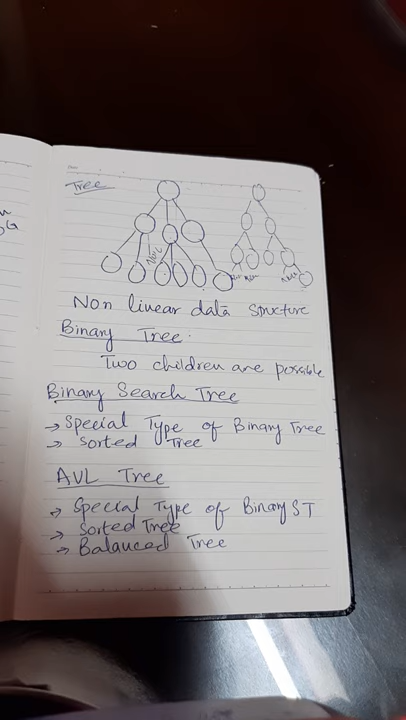 Tree
NULL
NULL
Non linear data structure
Binary Tree.
Two children are possible
Binary Search Tree
→ Special Type of Binary Tree
→ Sorted Tree
AVL Tree
→ Special Type of Binary ST
→ Sorted Tree
→ Balanced Tree